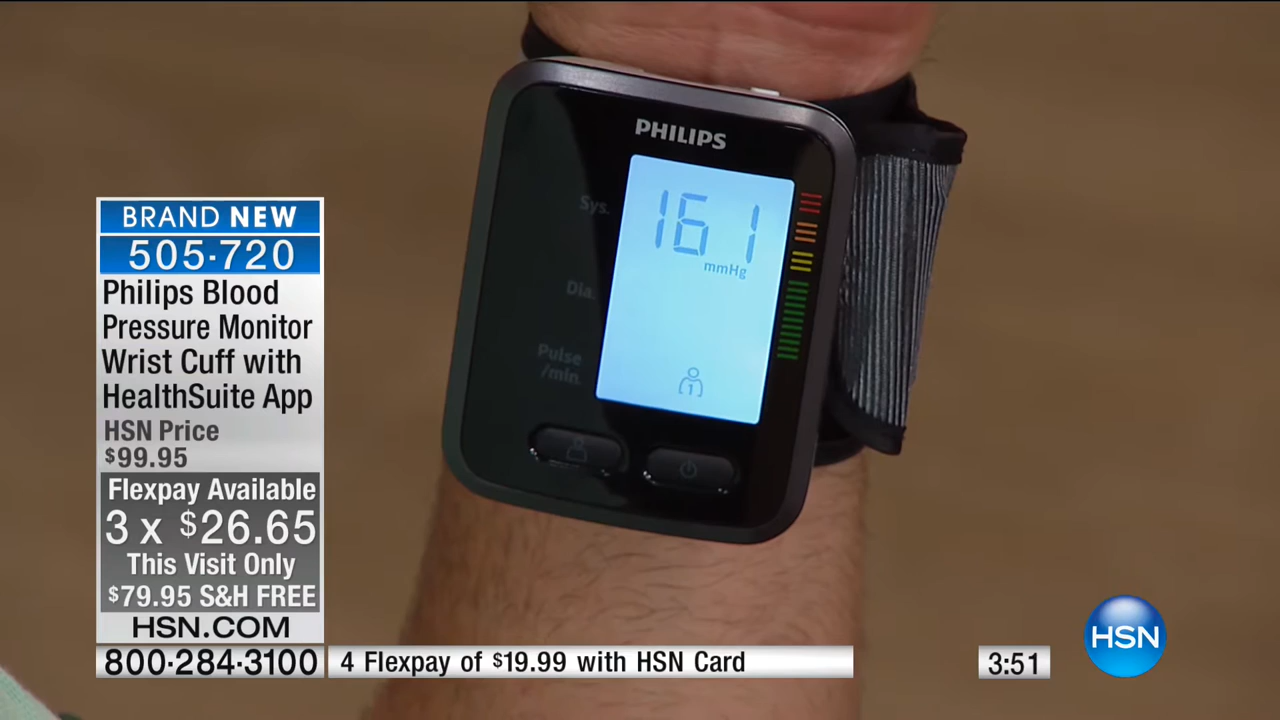 PHILIPS
Sys.
161
mmHg
Dia.
Pulse
/min.
1
BRAND NEW
505·720
Philips Blood
Pressure Monitor
Wrist Cuff with
HealthSuite App
HSN Price
$99.95
Flexpay Available
3 x $26.65
This Visit Only
$79.95 S&H FREE
HSN.COM
800·284·3100
4 Flexpay of $19.99 with HSN Card
3:51
HSN